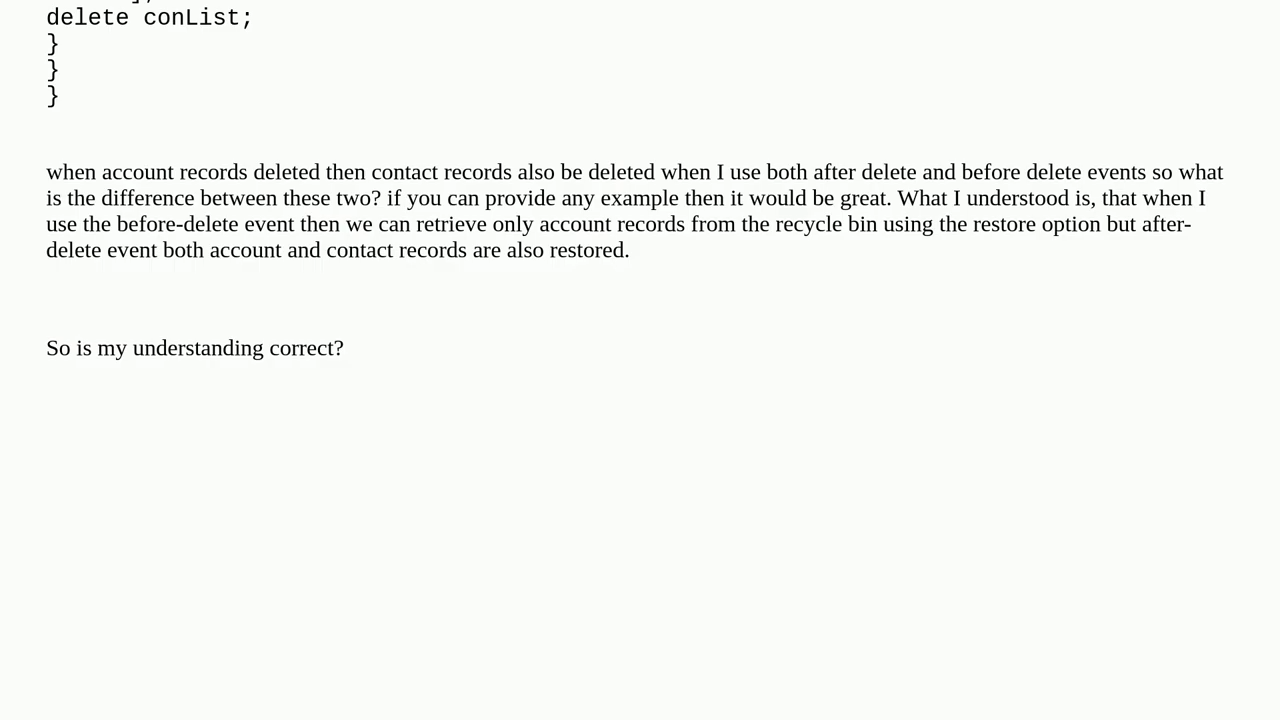 delete conList;
}
}
}
when account records deleted then contact records also be deleted when I use both after delete and before delete events so what
is the difference between these two? if you can provide any example then it would be great. What I understood is, that when I
use the before-delete event then we can retrieve only account records from the recycle bin using the restore option but after-
delete event both account and contact records are also restored.
So is my understanding correct?